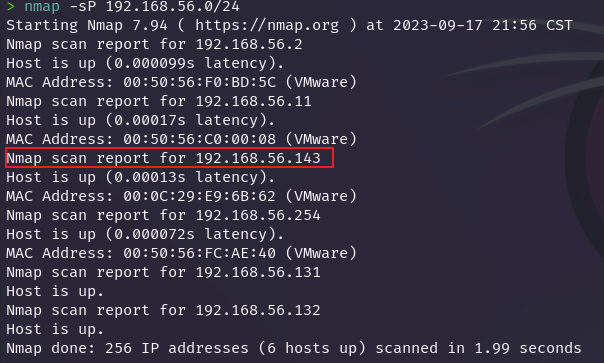 > nmap -sP 192.168.56.0/24
Starting Nmap 7.94 ( https://nmap.org ) at 2023-09-17 21:56 CST
Nmap scan report for 192.168.56.2
Host is up (0.000099s latency).
MAC Address: 00:50:56:F0:BD:5C (VMware)
Nmap scan report for 192.168.56.11
Host is up (0.00017s latency).
MAC Address: 00:50:56:C0:00:08 (VMware)
Nmap scan report for 192.168.56.143
Host is up (0.00013s latency).
MAC Address: 00:0C:29:E9:6B:62 (VMware)
Nmap scan report for 192.168.56.254
Host is up (0.000072s latency).
MAC Address: 00:50:56:FC:AE:40 (VMware)
Nmap scan report for 192.168.56.131
Host is up.
Nmap scan report for 192.168.56.132
Host is up.
Nmap done: 256 IP addresses (6 hosts up) scanned in 1.99 seconds